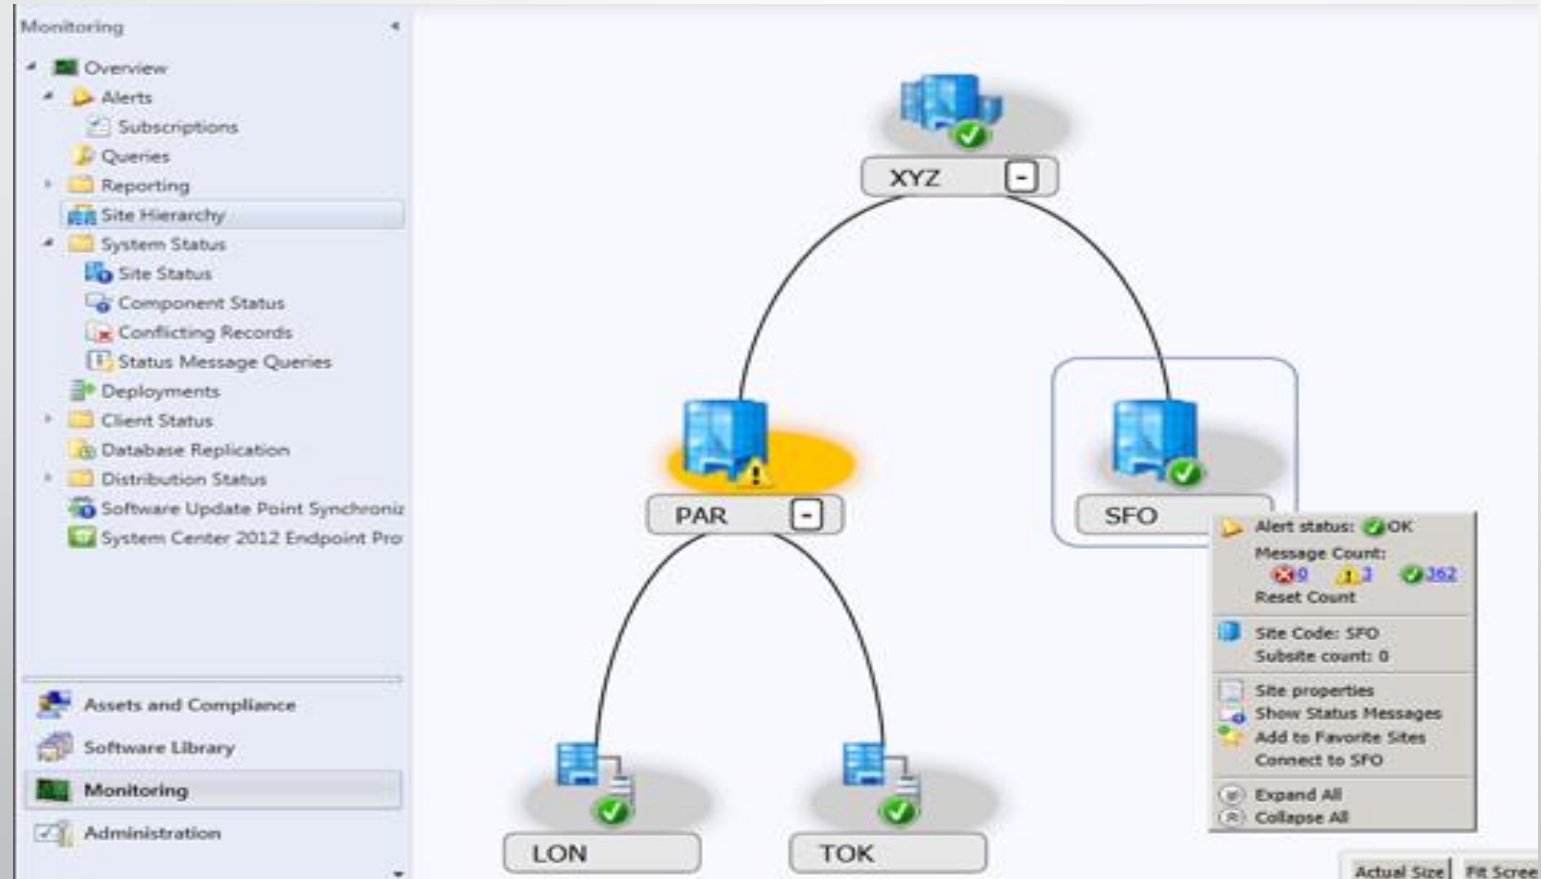 Monitoring
Overview
Alerts
Subscriptions
Queries
Reporting
Site Hierarchy
System Status
Site Status
Component Status
Conflicting Records
Status Message Queries
Deployments
Client Status
Database Replication
Distribution Status
Software Update Point Synchroniz
System Center 2012 Endpoint Pro
Assets and Compliance
Software Library
Monitoring
Administration
XYZ -
PAR -
SFO
LON
TOK
Alert status: OK
Message Count:
0 3 362
Reset Count
Site Code: SFO
Subsite count: 0
Site properties
Show Status Messages
Add to Favorite Sites
Connect to SFO
Expand All
Collapse All
Actual Size Fit Scree